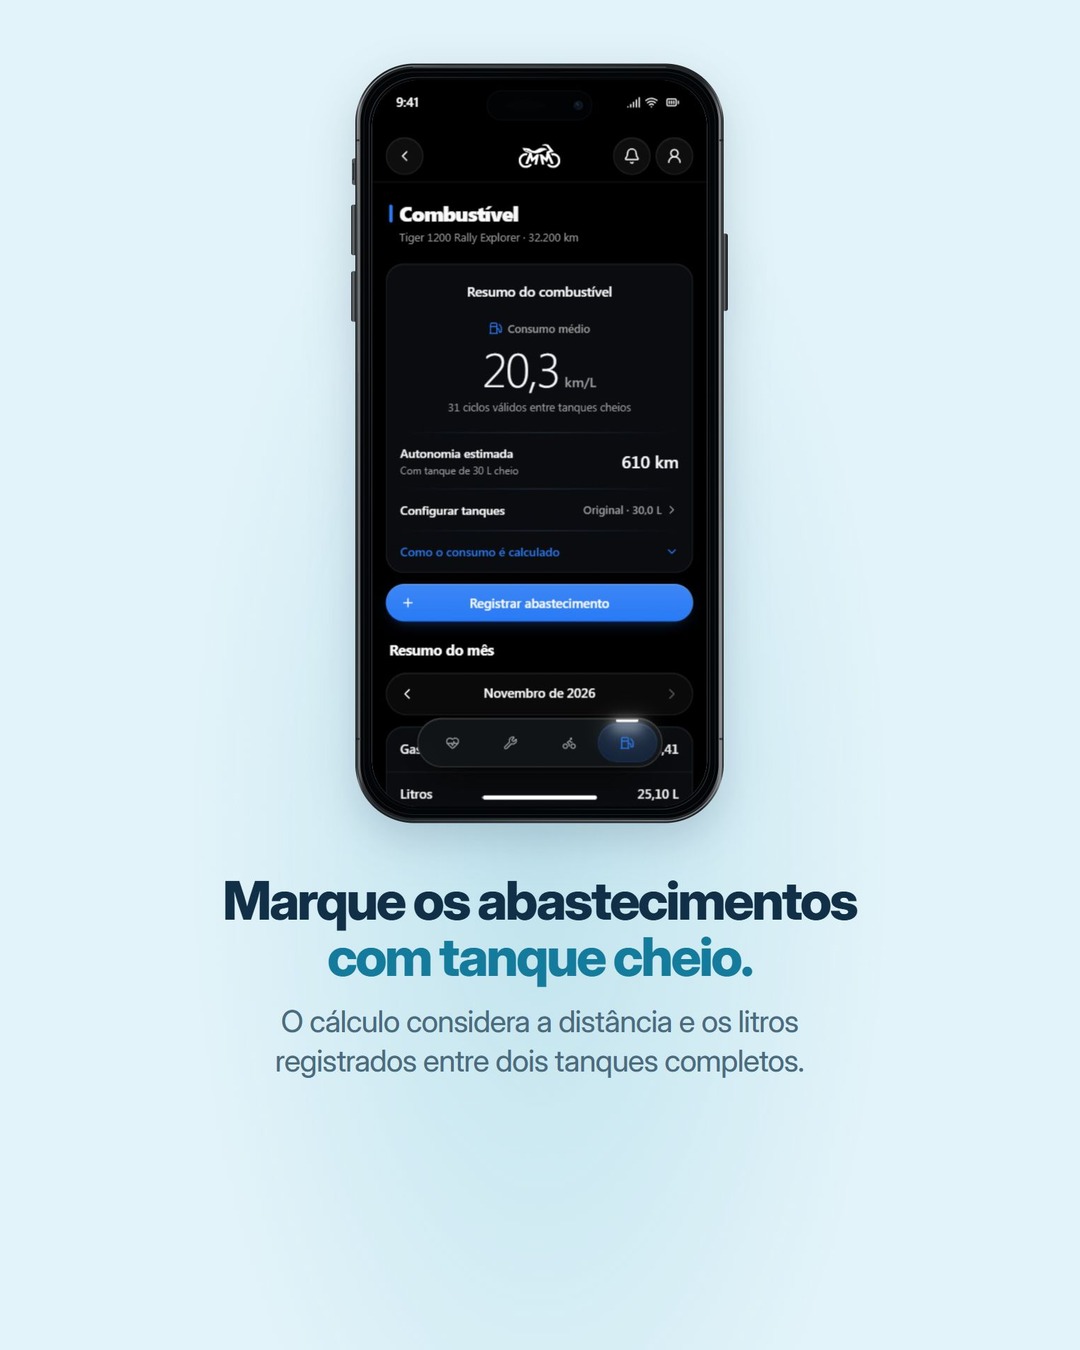 9:41
MM
Combustível
Tiger 1200 Rally Explorer · 32.200 km
Resumo do combustível
Consumo médio
20,3 km/L
31 ciclos válidos entre tanques cheios
Autonomia estimada
610 km
Com tanque de 30 L cheio
Configurar tanques
Original · 30,0 L
Como o consumo é calculado
Registrar abastecimento
Resumo do mês
Novembro de 2026
Gas
,41
Litros
25,10 L
Marque os abastecimentos
com tanque cheio.
O cálculo considera a distância e os litros
registrados entre dois tanques completos.